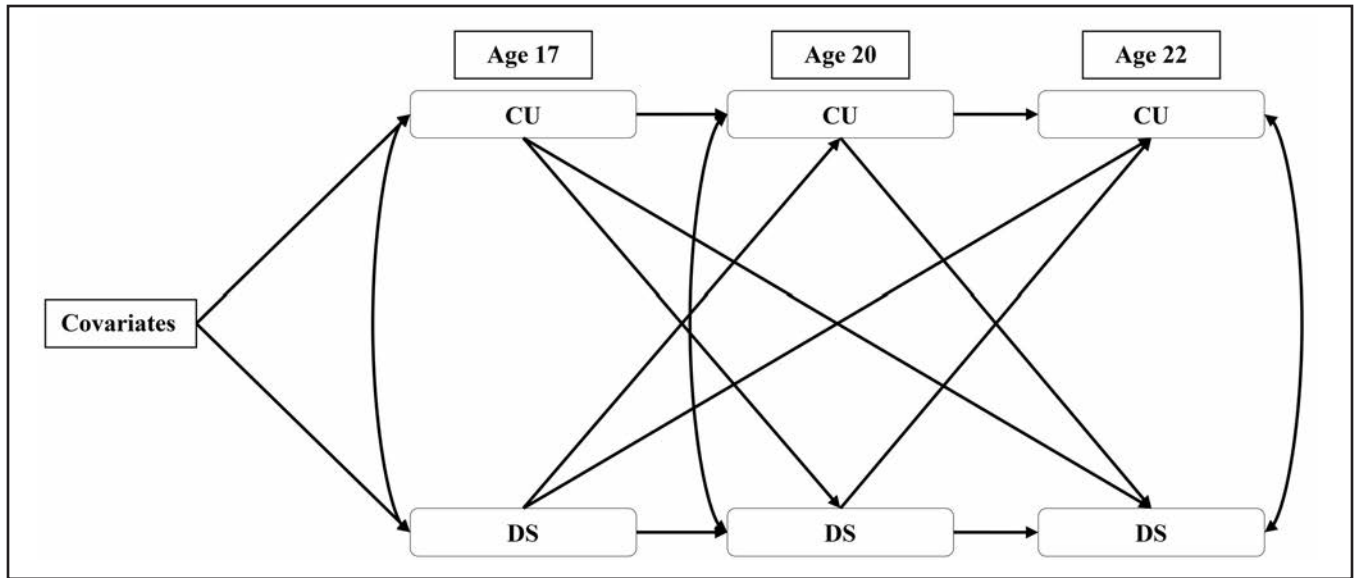 Age 17
Age 20
Age 22
CU
CU
CU
Covariates
DS
DS
DS